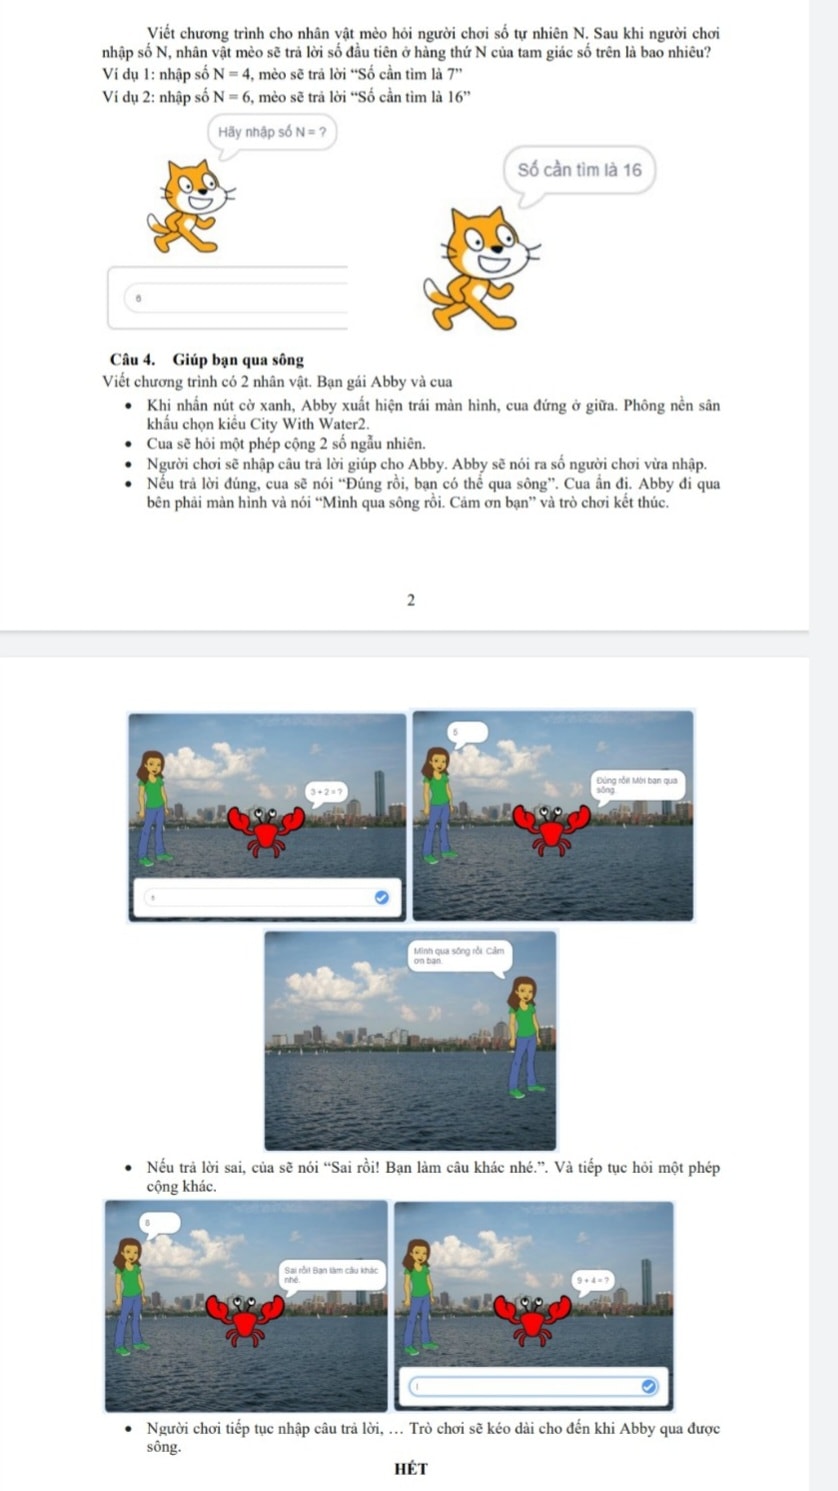 Viết chương trình cho nhân vật mèo hỏi người chơi số tự nhiên N. Sau khi người chơi
nhập số N, nhân vật mèo sẽ trả lời số đầu tiên ở hàng thứ N của tam giác số trên là bao nhiêu?
Ví dụ 1: nhập số N = 4, mèo sẽ trả lời “Số cần tìm là 7”
Ví dụ 2: nhập số N = 6, mèo sẽ trả lời “Số cần tìm là 16”
Hãy nhập số N = ?
Số cần tìm là 16
6
Câu 4. Giúp bạn qua sông
Viết chương trình có 2 nhân vật. Bạn gái Abby và cua
• Khi nhấn nút cờ xanh, Abby xuất hiện trái màn hình, cua đứng ở giữa. Phông nền sân
khấu chọn kiểu City With Water2.
• Cua sẽ hỏi một phép cộng 2 số ngẫu nhiên.
• Người chơi sẽ nhập câu trả lời giúp cho Abby. Abby sẽ nói ra số người chơi vừa nhập.
• Nếu trả lời đúng, cua sẽ nói “Đúng rồi, bạn có thể qua sông”. Cua ẩn đi. Abby đi qua
bên phải màn hình và nói “Mình qua sông rồi. Cảm ơn bạn” và trò chơi kết thúc.
2
3 + 2 = ?
5
Đúng rồi! Mời bạn qua
sông.
Mình qua sông rồi. Cảm
ơn bạn.
• Nếu trả lời sai, của sẽ nói “Sai rồi! Bạn làm câu khác nhé.”. Và tiếp tục hỏi một phép
cộng khác.
Sai rồi! Bạn làm câu khác
nhé.
9 + 4 = ?
• Người chơi tiếp tục nhập câu trả lời, … Trò chơi sẽ kéo dài cho đến khi Abby qua được
sông.
HẾT